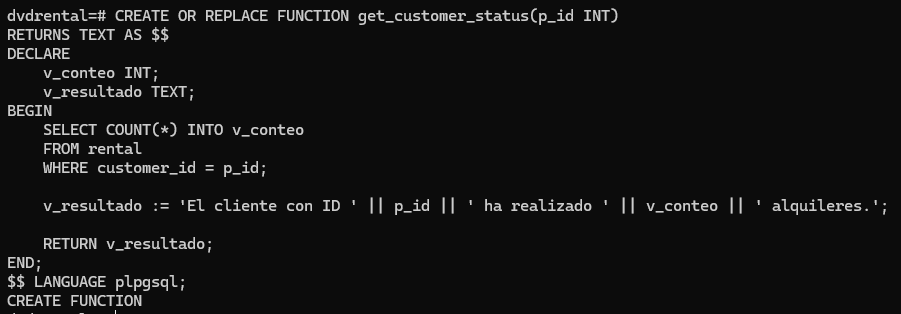 dvdrental=# CREATE OR REPLACE FUNCTION get_customer_status(p_id INT)
RETURNS TEXT AS $$
DECLARE
    v_conteo INT;
    v_resultado TEXT;
BEGIN
    SELECT COUNT(*) INTO v_conteo
    FROM rental
    WHERE customer_id = p_id;

    v_resultado := 'El cliente con ID ' || p_id || ' ha realizado ' || v_conteo || ' alquileres.';

    RETURN v_resultado;
END;
$$ LANGUAGE plpgsql;
CREATE FUNCTION